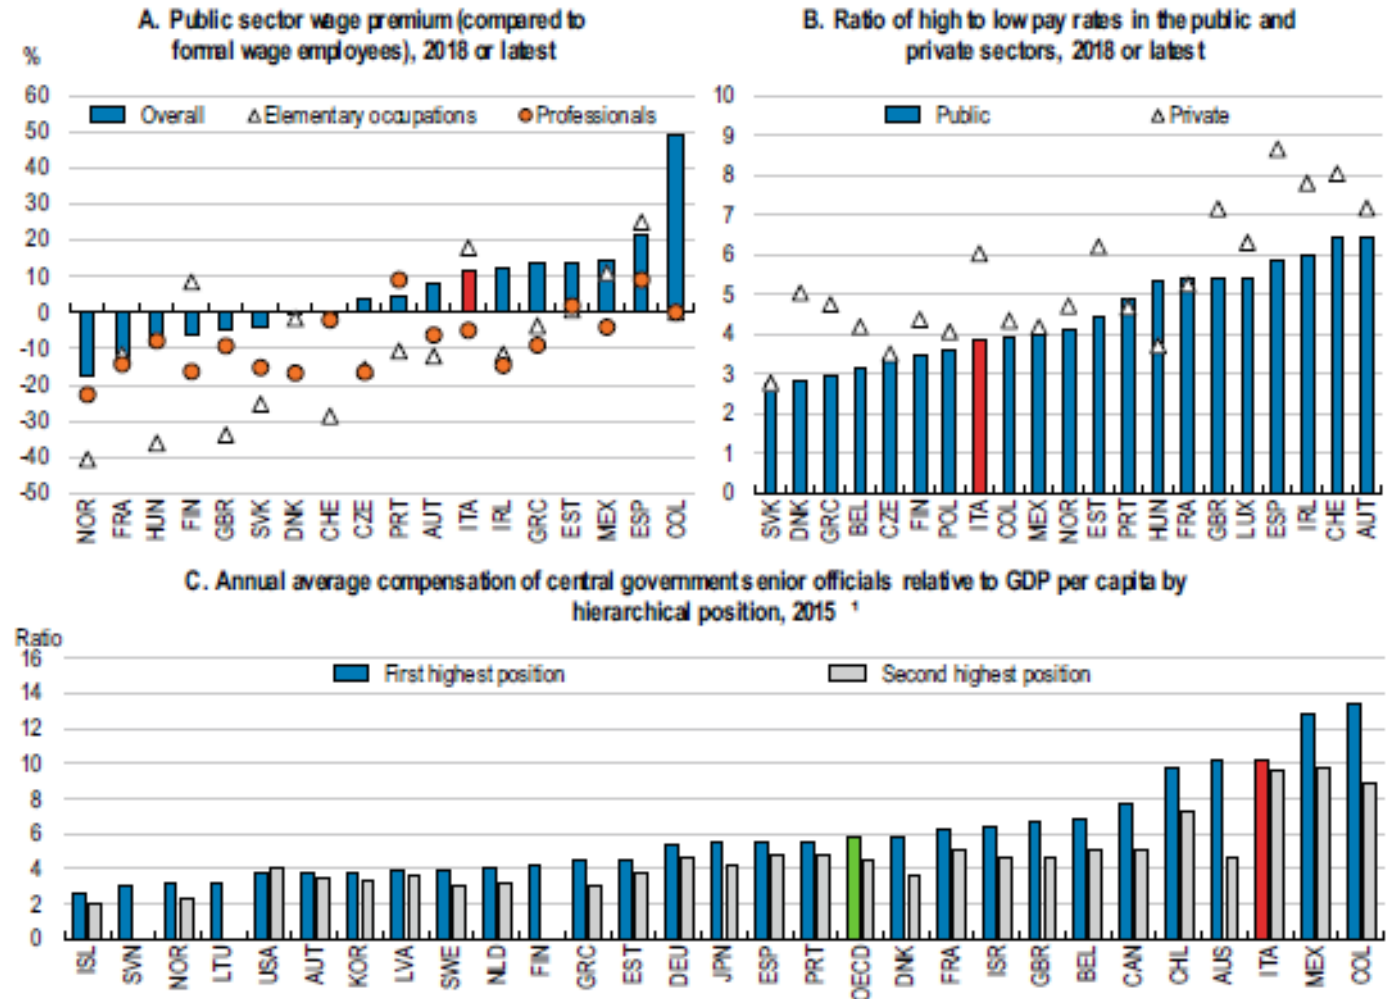 A. Public sector wage premium (compared to
formal wage employees), 2018 or latest
%
60
50
40
30
20
10
0
-10
-20
-30
-40
-50
Overall
Elementary occupations
Professionals
NOR
FRA
HUN
FIN
GBR
SVK
DNK
CHE
CZE
PRT
AUT
ITA
IRL
GRC
EST
MEX
ESP
COL
B. Ratio of high to low pay rates in the public and
private sectors, 2018 or latest
10
9
8
7
6
5
4
3
2
1
0
Public
Private
SVK
DNK
GRC
BEL
CZE
FIN
POL
ITA
COL
MEX
NOR
EST
PRT
HUN
FRA
GBR
LUX
ESP
IRL
CHE
AUT
C. Annual average compensation of central government senior officials relative to GDP per capita by
hierarchical position, 2015 ¹
Ratio
16
14
12
10
8
6
4
2
0
First highest position
Second highest position
ISL
SVN
NOR
LTU
USA
AUT
KOR
LVA
SWE
NLD
FIN
GRC
EST
DEU
JPN
ESP
PRT
OECD
DNK
FRA
ISR
GBR
BEL
CAN
CHL
AUS
ITA
MEX
COL